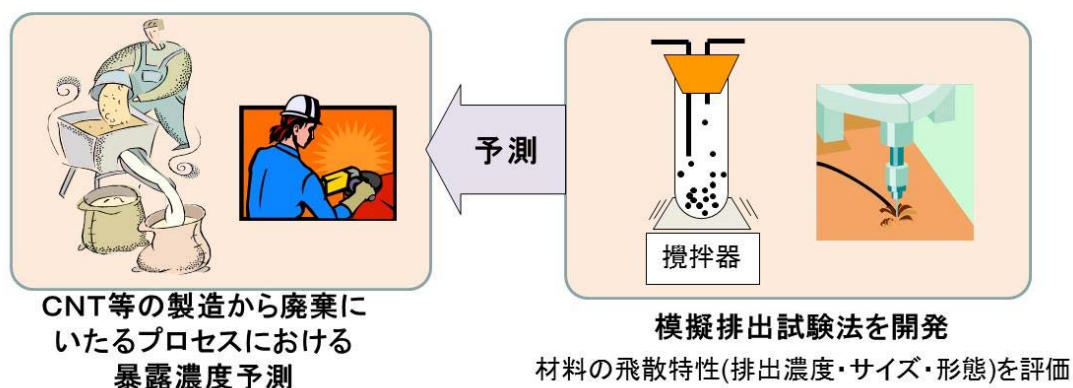 予測
攪拌器
CNT等の製造から廃棄に
いたるプロセスにおける
暴露濃度予測
模擬排出試験法を開発
材料の飛散特性(排出濃度・サイズ・形態)を評価